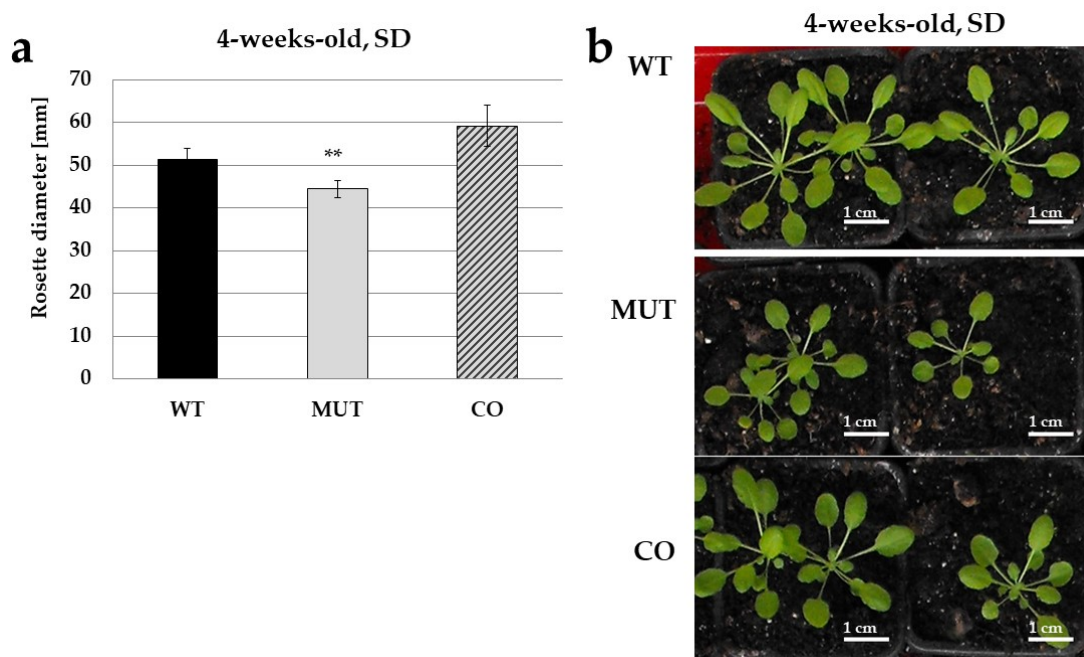 a
4-weeks-old, SD
Rosette diameter [mm]
70
60
50
40
30
20
10
0
**
WT
MUT
CO
b
4-weeks-old, SD
WT
1 cm
1 cm
MUT
1 cm
1 cm
CO
1 cm
1 cm